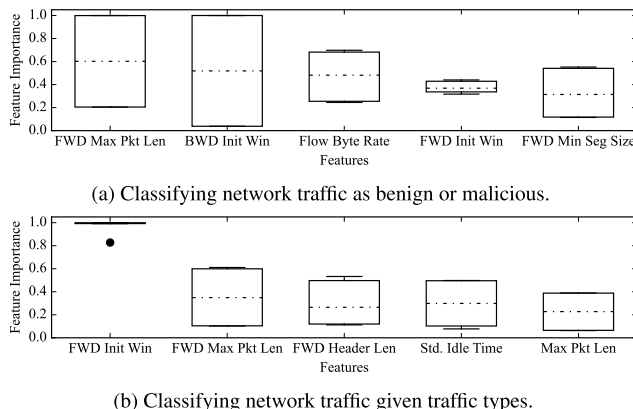 Feature Importance
1.0
0.8
0.6
0.4
0.2
0.0
FWD Max Pkt Len BWD Init Win Flow Byte Rate FWD Init Win FWD Min Seg Size
Features
(a) Classifying network traffic as benign or malicious.
Feature Importance
1.0
0.8
0.6
0.4
0.2
0.0
FWD Init Win FWD Max Pkt Len FWD Header Len Std. Idle Time Max Pkt Len
Features
(b) Classifying network traffic given traffic types.